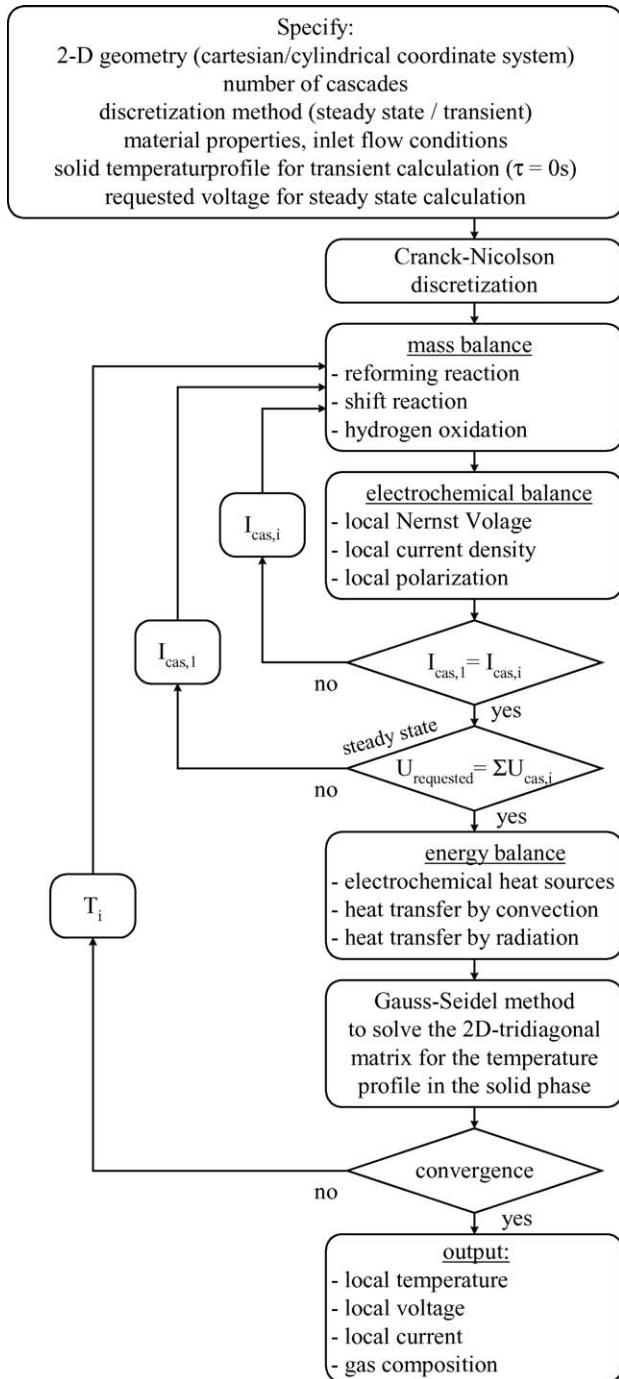 Specify:
2-D geometry (cartesian/cylindrical coordinate system)
number of cascades
discretization method (steady state / transient)
material properties, inlet flow conditions
solid temperaturprofile for transient calculation (τ = 0s)
requested voltage for steady state calculation
Cranck-Nicolson
discretization
mass balance
- reforming reaction
- shift reaction
- hydrogen oxidation
electrochemical balance
- local Nernst Volage
- local current density
- local polarization
I_cas,i
I_cas,1 = I_cas,i
no
yes
I_cas,1
steady state
U_requested = ΣU_cas,i
no
yes
energy balance
- electrochemical heat sources
- heat transfer by convection
- heat transfer by radiation
T_i
Gauss-Seidel method
to solve the 2D-tridiagonal
matrix for the temperature
profile in the solid phase
convergence
no
yes
output:
- local temperature
- local voltage
- local current
- gas composition